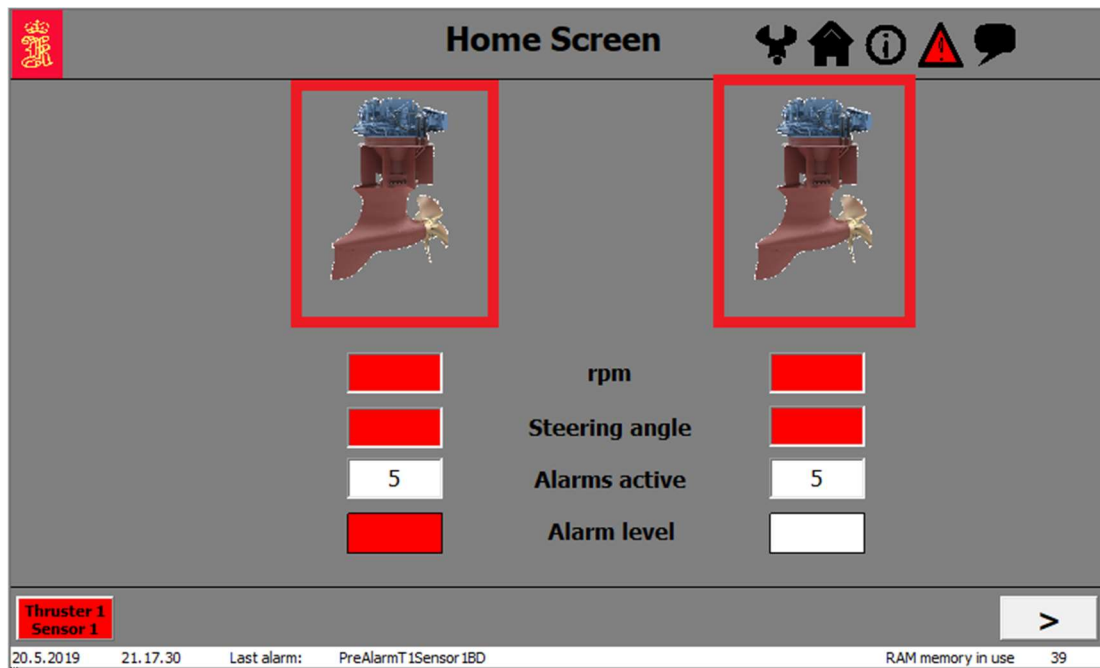 Home Screen
rpm
Steering angle
5 Alarms active 5
Alarm level
Thruster 1
Sensor 1
>
20.5.2019 21.17.30 Last alarm: PreAlarmT1Sensor1BD RAM memory in use 39